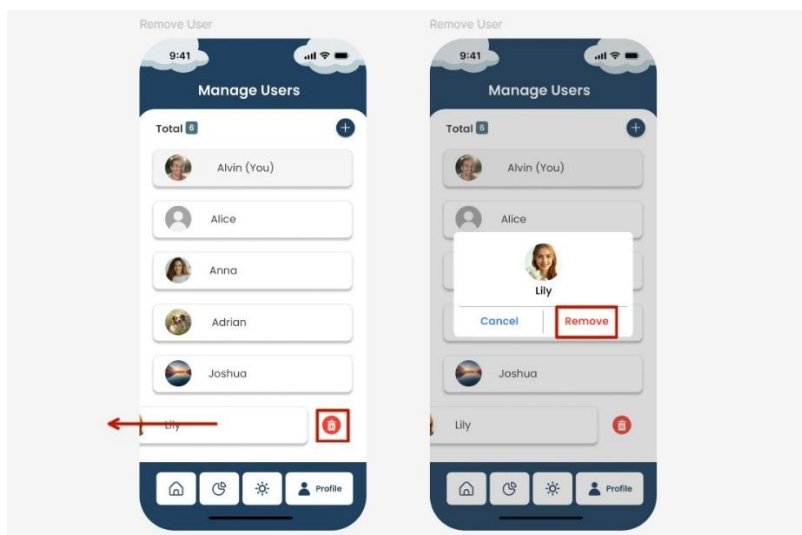 Remove User
9:41
Manage Users
Total 6
Alvin (You)
Alice
Anna
Adrian
Joshua
Lily
Profile
Remove User
9:41
Manage Users
Total 6
Alvin (You)
Alice
Lily
Cancel
Remove
Joshua
Lily
Profile